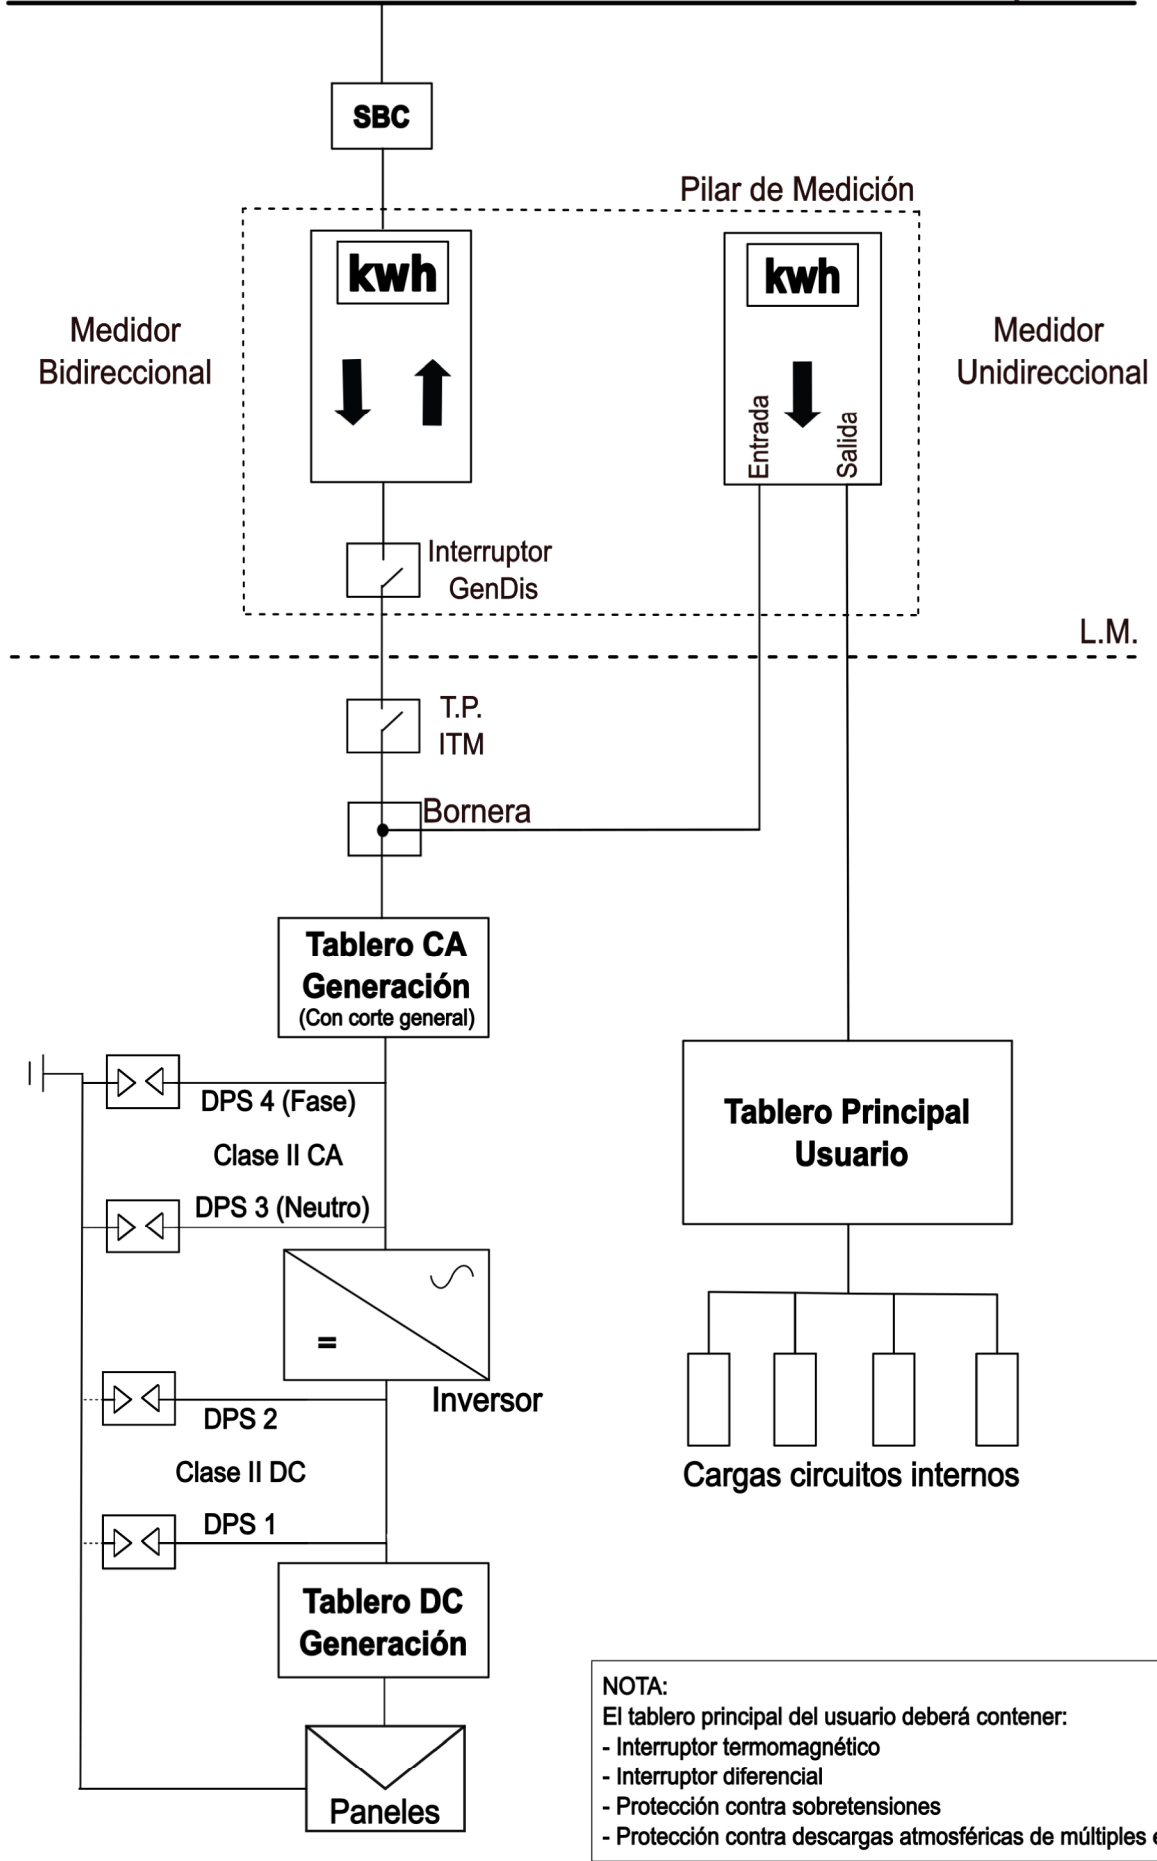 SBC
Pilar de Medición
kwh
kwh
Medidor
Bidireccional
Medidor
Unidireccional
Entrada
Salida
Interruptor
GenDis
L.M.
T.P.
ITM
Bornera
Tablero CA
Generación
(Con corte general)
DPS 4 (Fase)
Clase II CA
DPS 3 (Neutro)
Tablero Principal
Usuario
=
Inversor
DPS 2
Clase II DC
DPS 1
Cargas circuitos internos
Tablero DC
Generación
Paneles
NOTA:
El tablero principal del usuario deberá contener:
- Interruptor termomagnético
- Interruptor diferencial
- Protección contra sobretensiones
- Protección contra descargas atmosféricas de múltiples